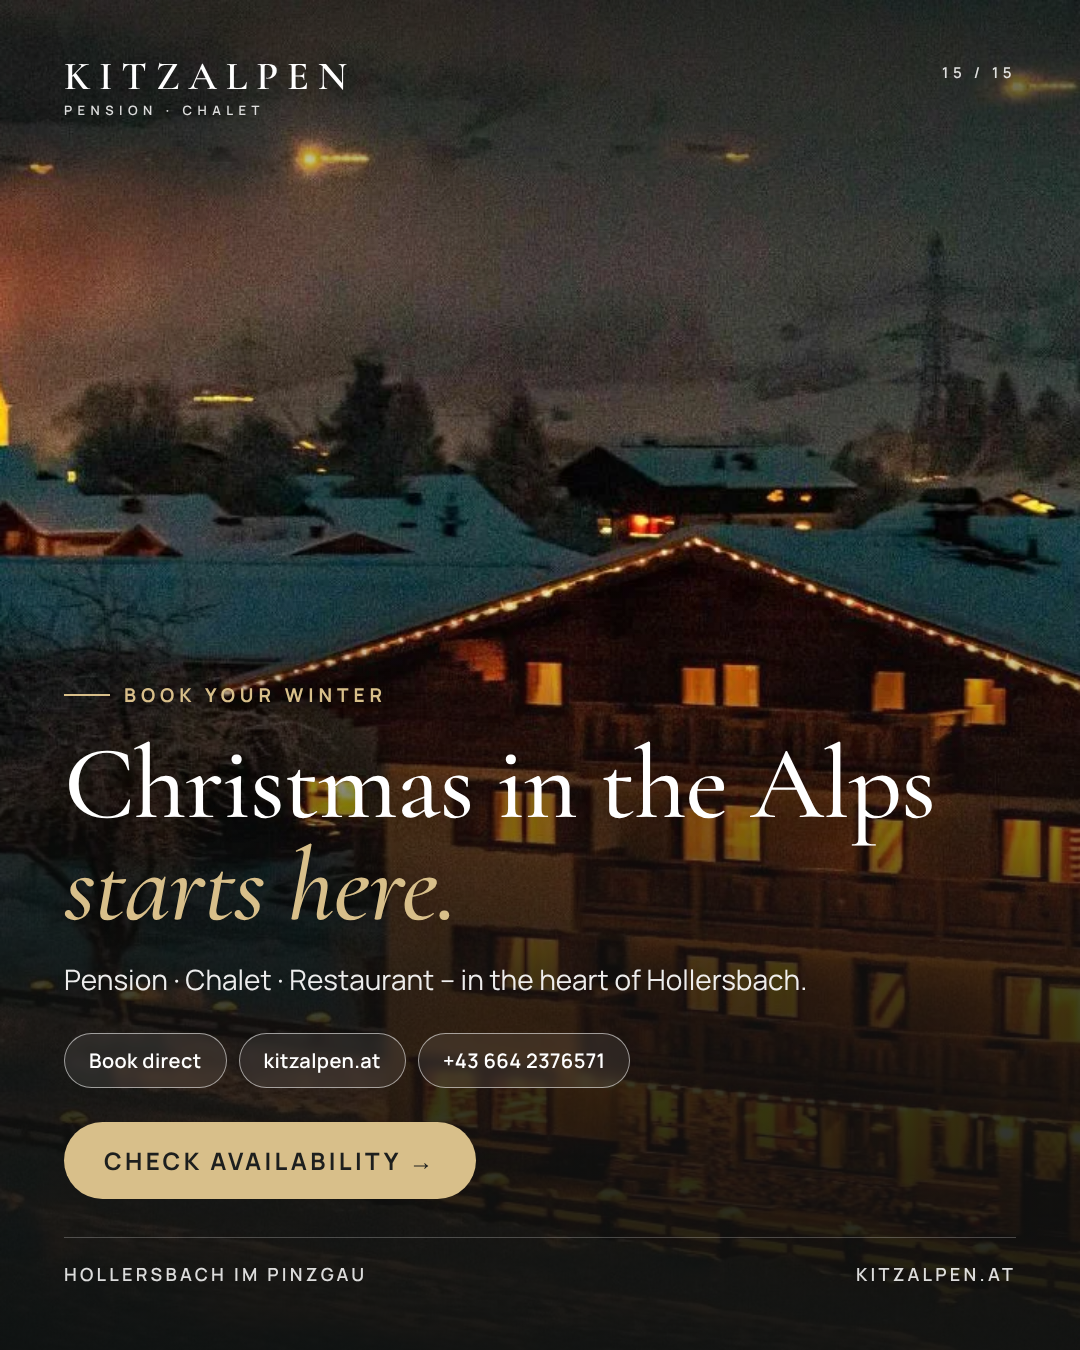 KITZALPEN
PENSION · CHALET
15 / 15
BOOK YOUR WINTER
Christmas in the Alps
starts here.
Pension · Chalet · Restaurant – in the heart of Hollersbach.
Book direct
kitzalpen.at
+43 664 2376571
CHECK AVAILABILITY →
HOLLERSBACH IM PINZGAU
KITZALPEN.AT